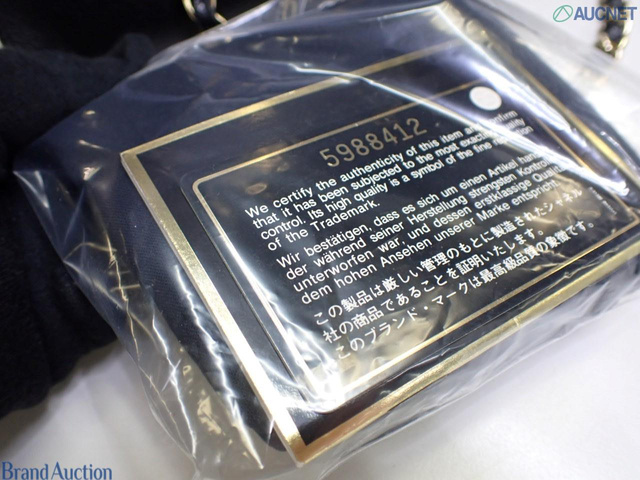 AUCNET
5988412
We certify the authenticity of this item and confirm
that it has been subjected to the most exacting
control. Its high quality is a symbol of the fine
of the Trademark.
Wir bestätigen, dass es sich um einen Artikel
der während seiner Herstellung strengsten
unterworfen war, und dessen erstklassige
dem hohen Ansehen unserer Marke entspricht.
この製品は厳しい管理のもとに製造されたシャネル
社の商品であることを証明いたします。
このブランド・マークは最高級品質の象徴です。
Brand Auction